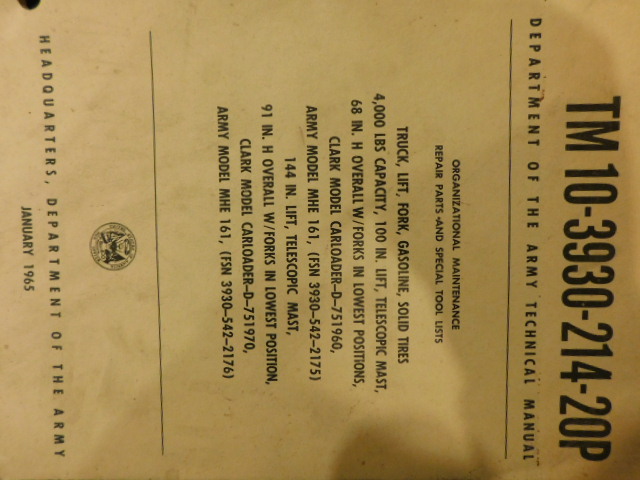 TM 10-3930-214-20P
DEPARTMENT OF THE ARMY TECHNICAL MANUAL
ORGANIZATIONAL MAINTENANCE
REPAIR PARTS AND SPECIAL TOOL LISTS
TRUCK, LIFT, FORK, GASOLINE, SOLID TIRES
4,000 LBS CAPACITY, 100 IN. LIFT, TELESCOPIC MAST,
68 IN. H OVERALL W/FORKS IN LOWEST POSITIONS,
CLARK MODEL CARLOADER-D-751960,
ARMY MODEL MHE 161, (FSN 3930-542-2175)
144 IN. LIFT, TELESCOPIC MAST,
91 IN. H OVERALL W/FORKS IN LOWEST POSITION,
CLARK MODEL CARLOADER-D-751970,
ARMY MODEL MHE 161, (FSN 3930-542-2176)
HEADQUARTERS, DEPARTMENT OF THE ARMY
JANUARY 1965